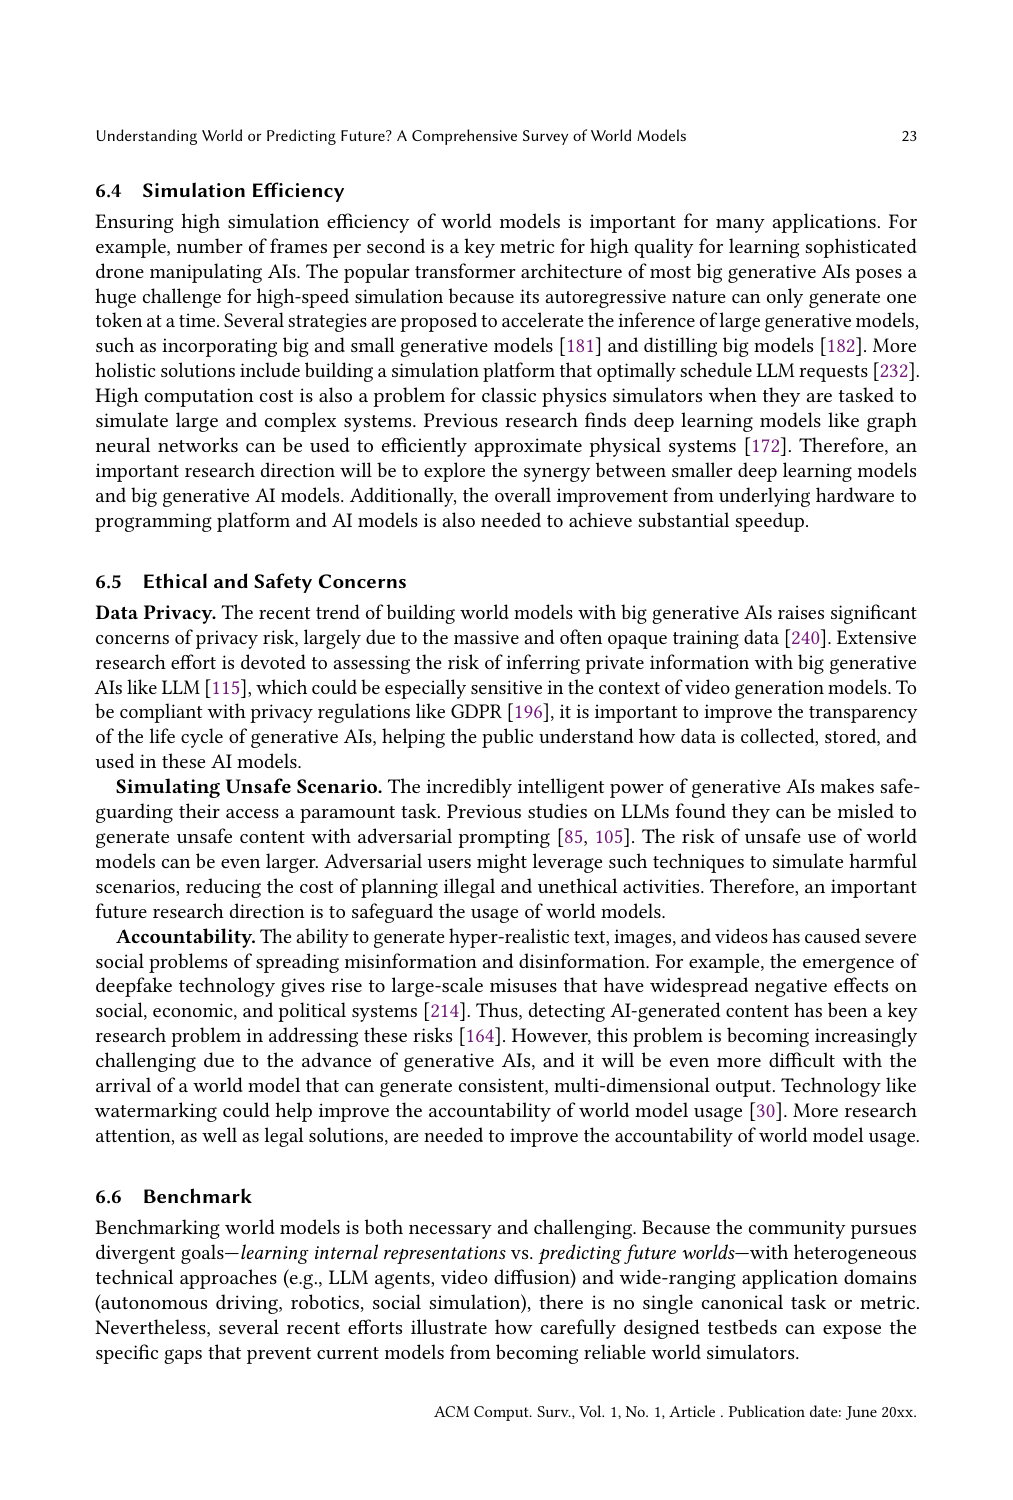 Understanding World or Predicting Future? A Comprehensive Survey of World Models 23
6.4 Simulation Efficiency
Ensuring high simulation efficiency of world models is important for many applications. For
example, number of frames per second is a key metric for high quality for learning sophisticated
drone manipulating AIs. The popular transformer architecture of most big generative AIs poses a
huge challenge for high-speed simulation because its autoregressive nature can only generate one
token at a time. Several strategies are proposed to accelerate the inference of large generative models,
such as incorporating big and small generative models [181] and distilling big models [182]. More
holistic solutions include building a simulation platform that optimally schedule LLM requests [232].
High computation cost is also a problem for classic physics simulators when they are tasked to
simulate large and complex systems. Previous research finds deep learning models like graph
neural networks can be used to efficiently approximate physical systems [172]. Therefore, an
important research direction will be to explore the synergy between smaller deep learning models
and big generative AI models. Additionally, the overall improvement from underlying hardware to
programming platform and AI models is also needed to achieve substantial speedup.
6.5 Ethical and Safety Concerns
Data Privacy. The recent trend of building world models with big generative AIs raises significant
concerns of privacy risk, largely due to the massive and often opaque training data [240]. Extensive
research effort is devoted to assessing the risk of inferring private information with big generative
AIs like LLM [115], which could be especially sensitive in the context of video generation models. To
be compliant with privacy regulations like GDPR [196], it is important to improve the transparency
of the life cycle of generative AIs, helping the public understand how data is collected, stored, and
used in these AI models.
Simulating Unsafe Scenario. The incredibly intelligent power of generative AIs makes safe-
guarding their access a paramount task. Previous studies on LLMs found they can be misled to
generate unsafe content with adversarial prompting [85, 105]. The risk of unsafe use of world
models can be even larger. Adversarial users might leverage such techniques to simulate harmful
scenarios, reducing the cost of planning illegal and unethical activities. Therefore, an important
future research direction is to safeguard the usage of world models.
Accountability. The ability to generate hyper-realistic text, images, and videos has caused severe
social problems of spreading misinformation and disinformation. For example, the emergence of
deepfake technology gives rise to large-scale misuses that have widespread negative effects on
social, economic, and political systems [214]. Thus, detecting AI-generated content has been a key
research problem in addressing these risks [164]. However, this problem is becoming increasingly
challenging due to the advance of generative AIs, and it will be even more difficult with the
arrival of a world model that can generate consistent, multi-dimensional output. Technology like
watermarking could help improve the accountability of world model usage [30]. More research
attention, as well as legal solutions, are needed to improve the accountability of world model usage.
6.6 Benchmark
Benchmarking world models is both necessary and challenging. Because the community pursues
divergent goals—learning internal representations vs. predicting future worlds—with heterogeneous
technical approaches (e.g., LLM agents, video diffusion) and wide-ranging application domains
(autonomous driving, robotics, social simulation), there is no single canonical task or metric.
Nevertheless, several recent efforts illustrate how carefully designed testbeds can expose the
specific gaps that prevent current models from becoming reliable world simulators.
ACM Comput. Surv., Vol. 1, No. 1, Article . Publication date: June 20xx.